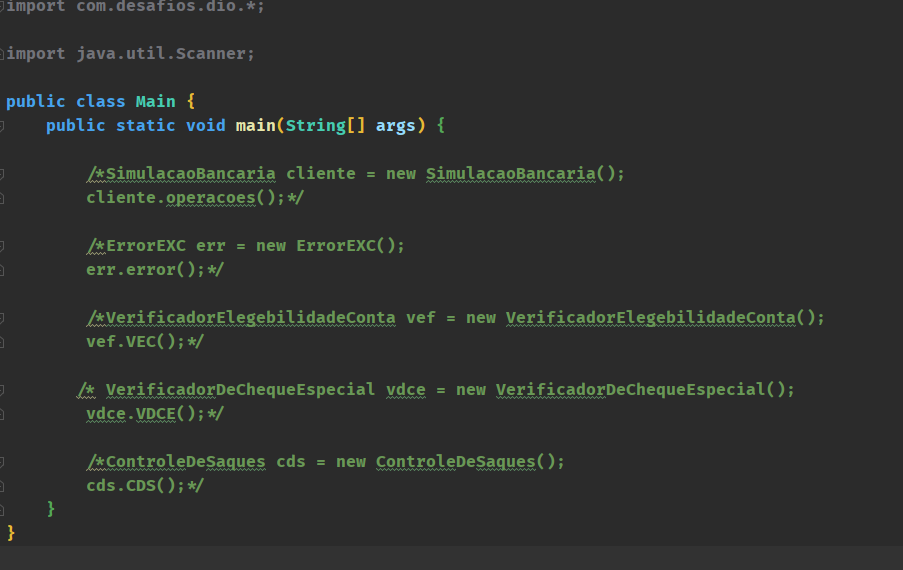 import com.desafios.dio.*;
import java.util.Scanner;
public class Main {
public static void main(String[] args) {
/*SimulacaoBancaria cliente = new SimulacaoBancaria();
cliente.operacoes();*/
/*ErrorEXC err = new ErrorEXC();
err.error();*/
/*VerificadorElegebilidadeConta vef = new VerificadorElegebilidadeConta();
vef.VEC();*/
/* VerificadorDeChequeEspecial vdce = new VerificadorDeChequeEspecial();
vdce.VDCE();*/
/*ControleDeSaques cds = new ControleDeSaques();
cds.CDS();*/
}
}